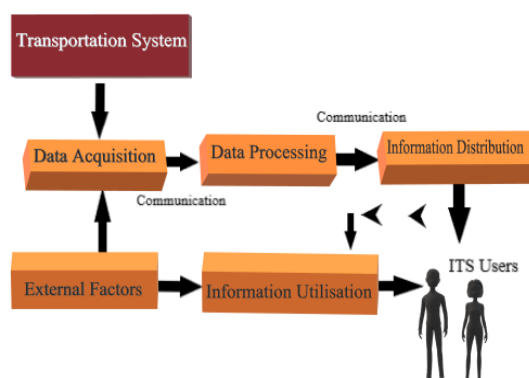 Transportation System
Communication
Data Acquisition
Data Processing
Information Distribution
Communication
ITS Users
External Factors
Information Utilisation